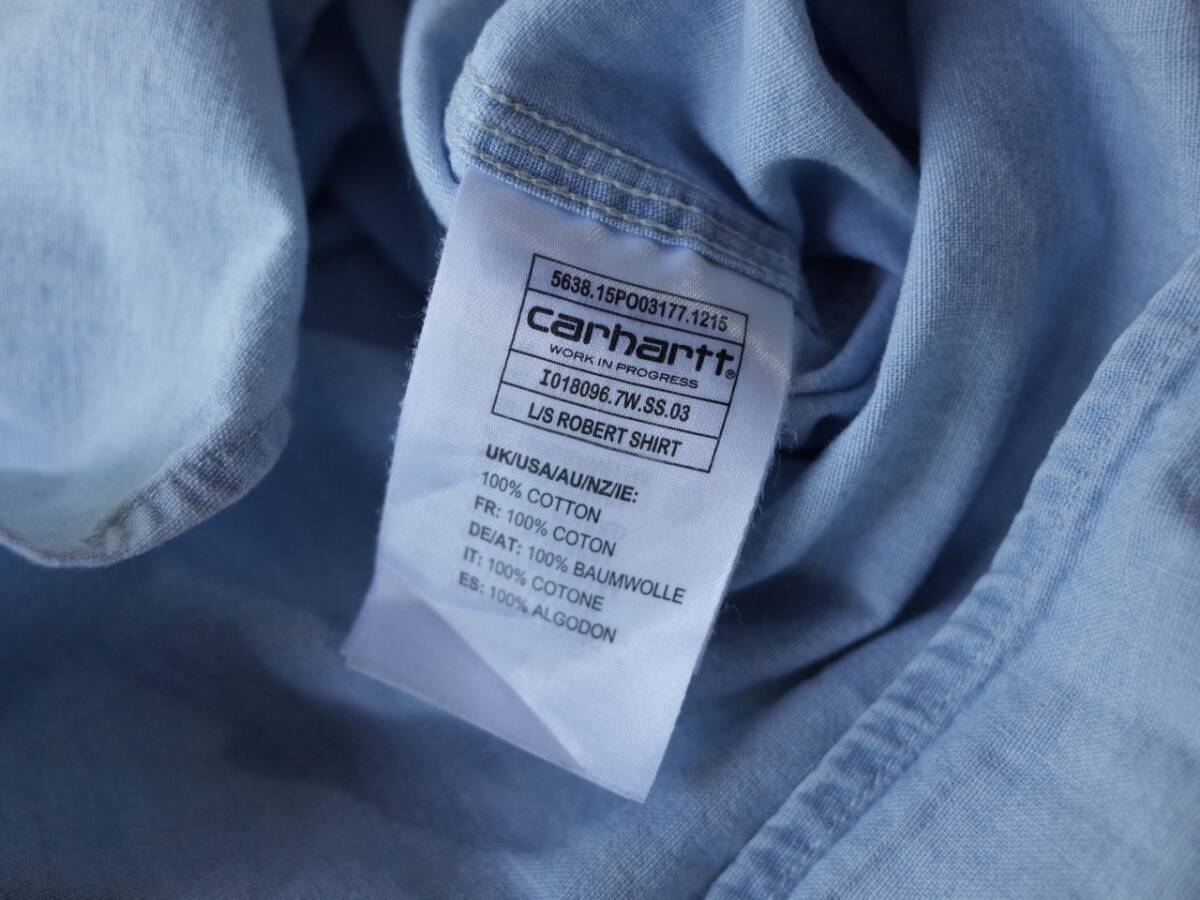 5638.15PO03177.1215
carhartt®
WORK IN PROGRESS
I018096.7W.SS.03
L/S ROBERT SHIRT
UK/USA/AU/NZ/IE:
100% COTTON
FR: 100% COTON
DE/AT: 100% BAUMWOLLE
IT: 100% COTONE
ES: 100% ALGODON